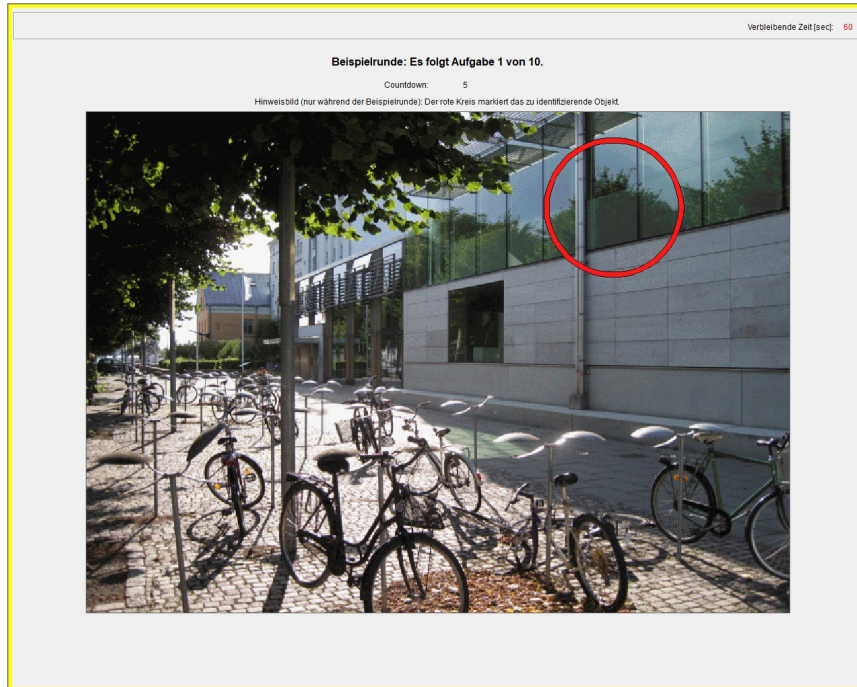 Verbleibende Zeit [sec]: 60
Beispielrunde: Es folgt Aufgabe 1 von 10.
Countdown: 5
Hinweisbild (nur während der Beispielrunde): Der rote Kreis markiert das zu identifizierende Objekt.